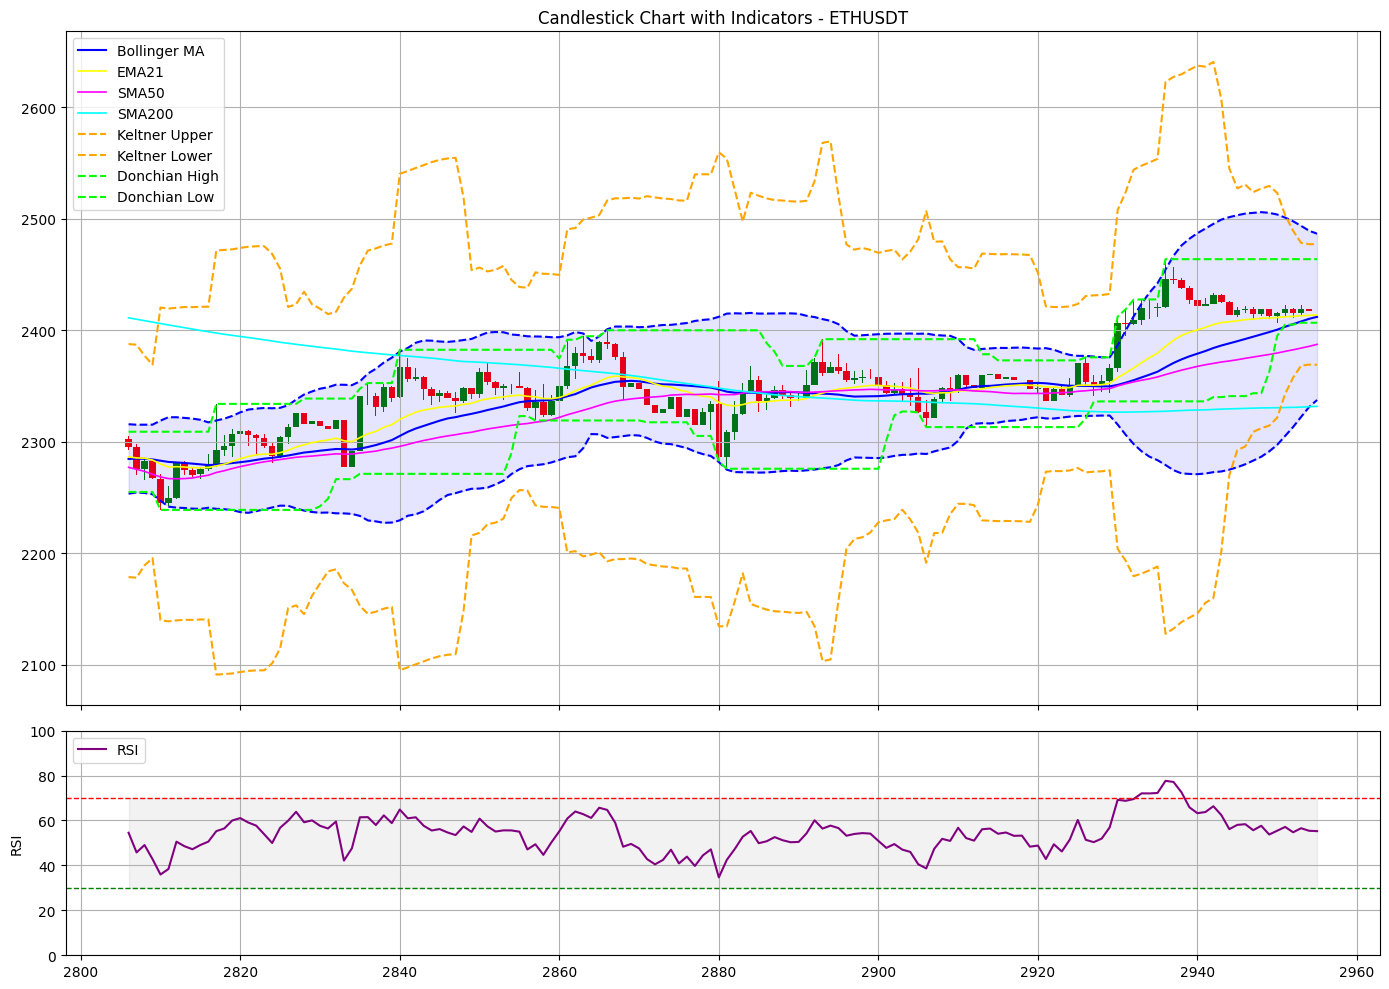 Candlestick Chart with Indicators - ETHUSDT
Bollinger MA
EMA21
SMA50
SMA200
Keltner Upper
Keltner Lower
Donchian High
Donchian Low
2600
2500
2400
2300
2200
2100
RSI
100
80
60
40
20
0
RSI
2800
2820
2840
2860
2880
2900
2920
2940
2960